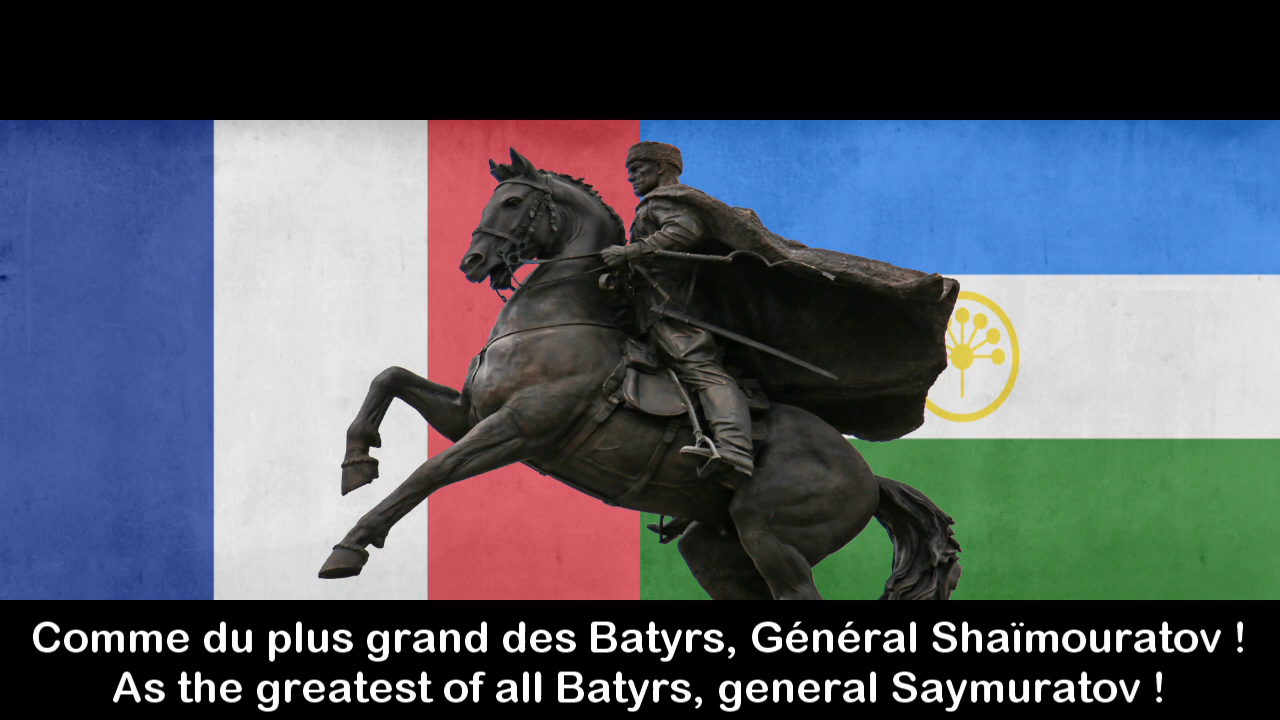 Comme du plus grand des Batyrs, Général Shaïmouratov !
As the greatest of all Batyrs, general Saymuratov !